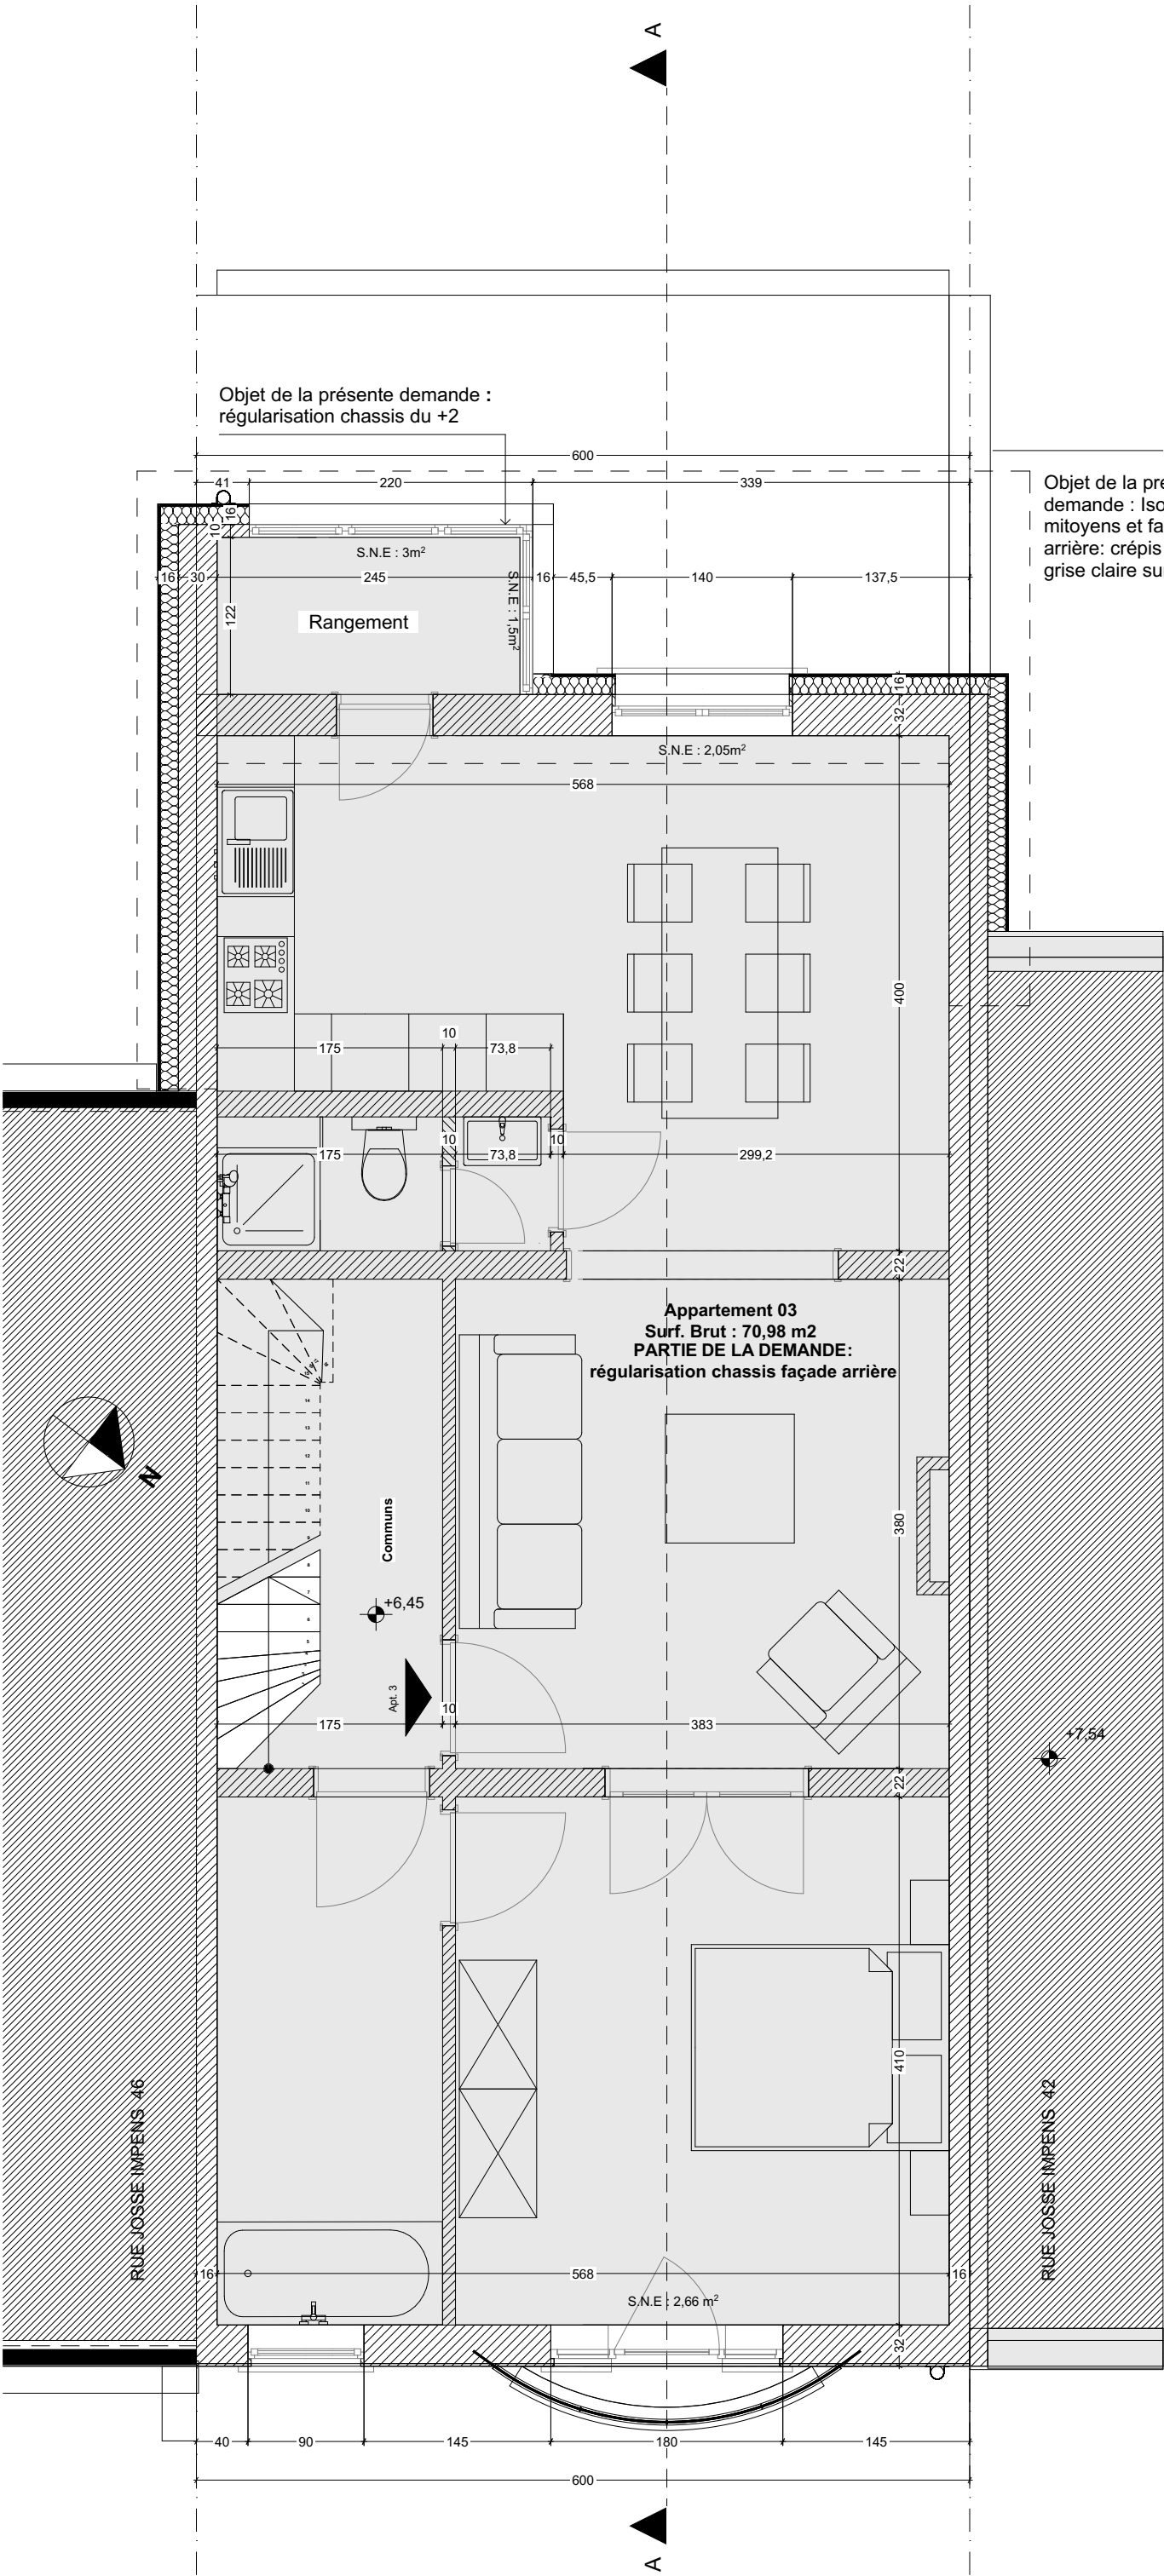 A
Objet de la présente demande :
régularisation chassis du +2
600
41
220
339
Objet de la pré
demande : Iso
mitoyens et fa
arrière: crépis
grise claire su
16
10
S.N.E : 3m²
16
30
245
16
45,5
140
137,5
S.N.E : 1,5m²
122
Rangement
16
32
S.N.E : 2,05m²
568
400
10
175
73,8
10
10
175
73,8
299,2
22
Appartement 03
Surf. Brut : 70,98 m2
PARTIE DE LA DEMANDE:
régularisation chassis façade arrière
N
Communs
380
+6,45
Apt. 3
10
175
383
+7,54
22
410
RUE JOSSE IMPENS 46
RUE JOSSE IMPENS 42
16
568
16
S.N.E : 2,66 m²
32
40
90
145
180
145
600
A